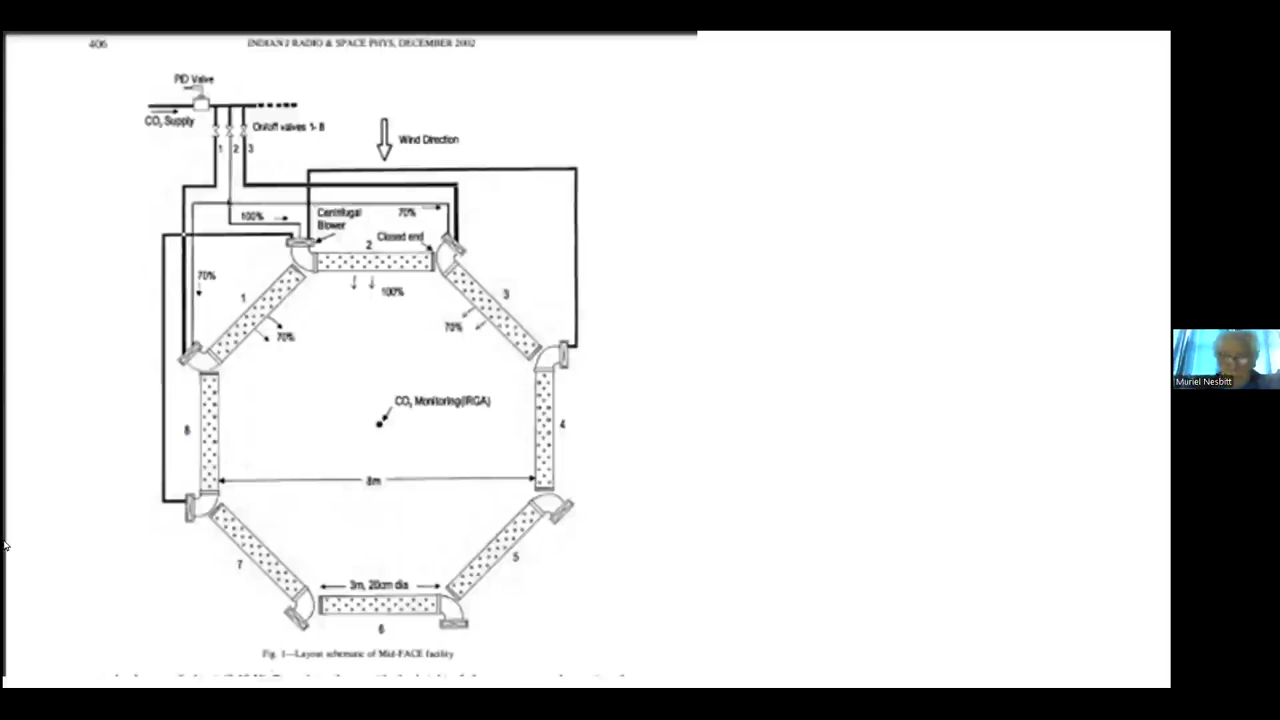 406 INDIAN J RADIO & SPACE PHYS, DECEMBER 2002
PID Valve
CO₂ Supply
On/off valves 1- 8
Wind Direction
1 2 3
100%
Centrifugal
Blower
70%
Closed end
2
70%
1
3
100%
70%
70%
CO₂ Monitoring(IRGA)
8
4
8m
7
5
3m, 20cm dia
6
Fig. 1—Layout schematic of Mid-FACE facility
Muriel Nesbitt